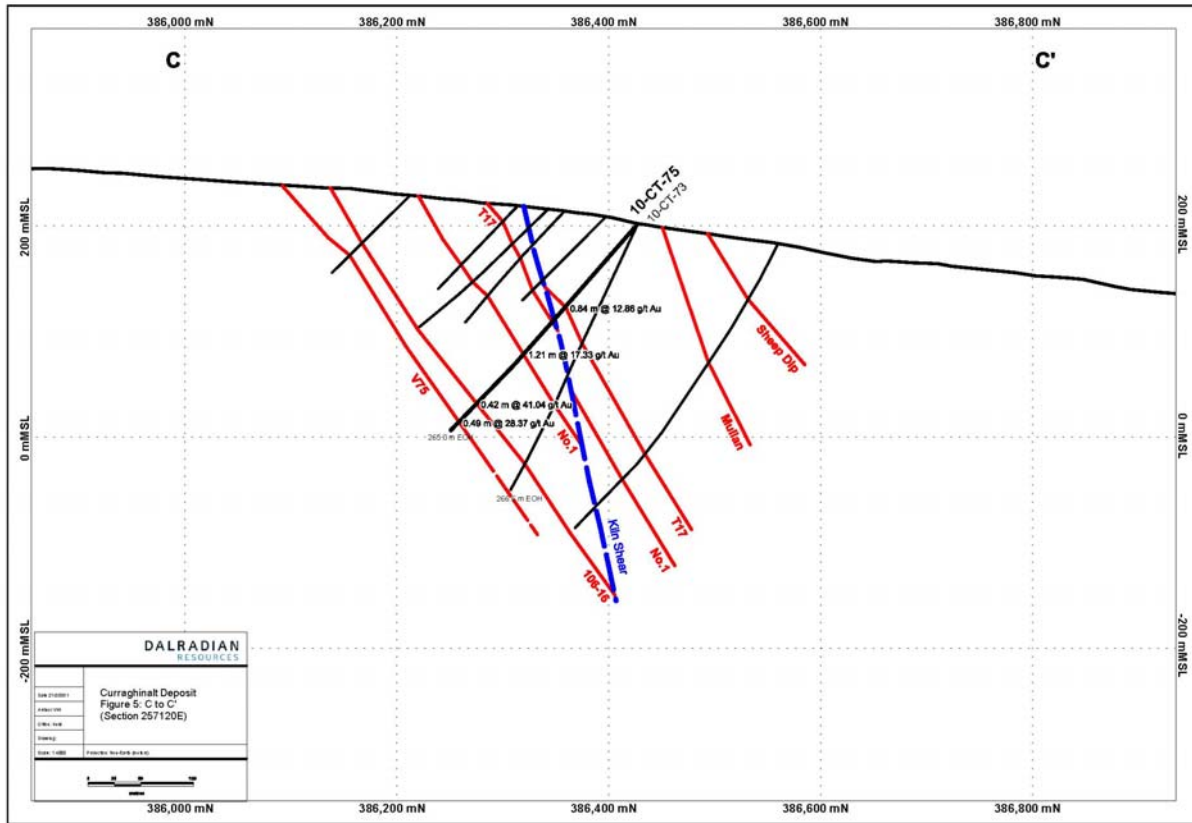 386,000 mN 386,200 mN 386,400 mN 386,600 mN 386,800 mN
C C'
10-CT-75
10-CT-73
200 mMSL 200 mMSL
T17
0.84 m @ 12.86 g/t Au
1.21 m @ 17.33 g/t Au
Sheep Dip
V75
0.42 m @ 41.04 g/t Au
0.49 m @ 28.37 g/t Au
Mullan
0 mMSL 0 mMSL
265.0 m EOH
No.1
EOH
T17
Kiln Shear
No.1
106-16
-200 mMSL -200 mMSL
DALRADIAN
RESOURCES
Curraghinalt Deposit
Figure 5: C to C'
(Section 257120E)
386,000 mN 386,200 mN 386,400 mN 386,600 mN 386,800 mN